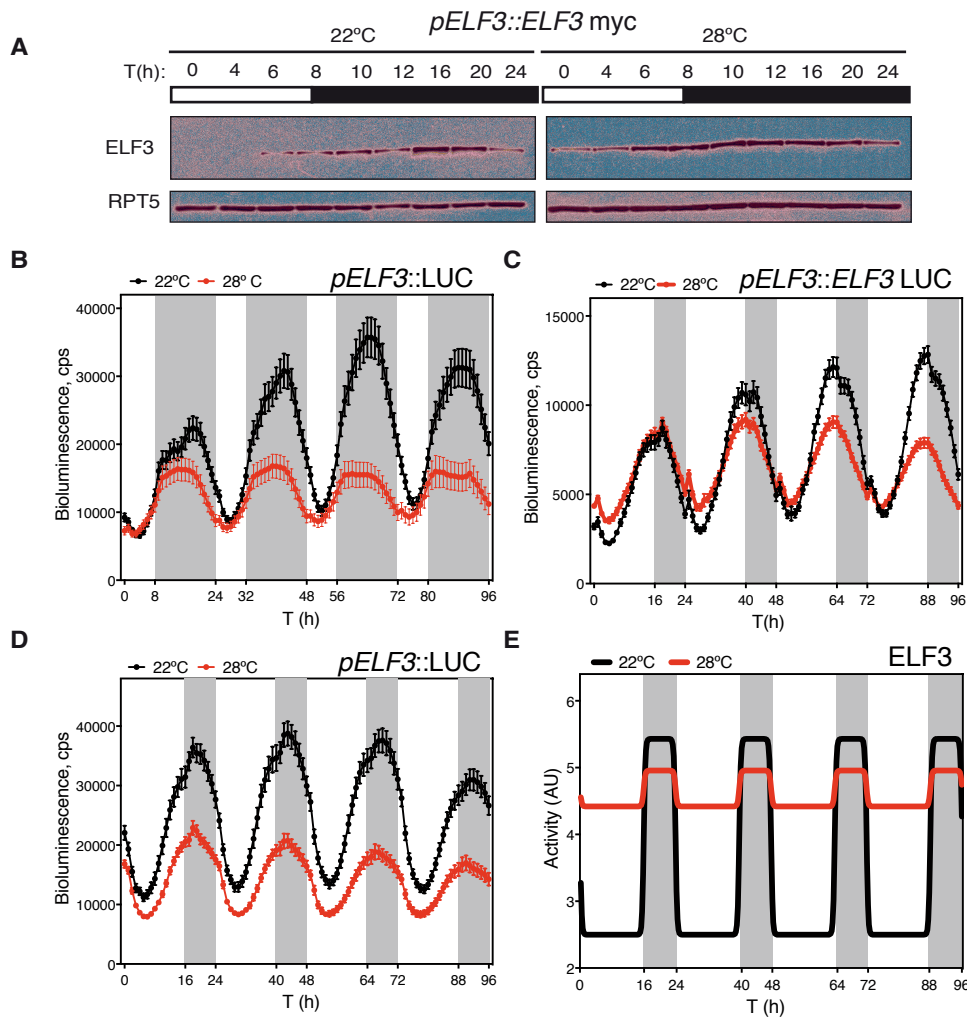 pELF3::ELF3 myc
A
22ºC
28ºC
T(h): 0 4 6 8 10 12 16 20 24 0 4 6 8 10 12 16 20 24
ELF3
RPT5
B
22ºC 28º C
pELF3::LUC
Bioluminescence, cps
40000
30000
20000
10000
0
0 8 24 32 48 56 72 80 96
T (h)
C
22ºC 28ºC
pELF3::ELF3 LUC
Bioluminescence, cps
15000
10000
5000
0
0 16 24 40 48 64 72 88 96
T(h)
D
22ºC 28ºC
pELF3::LUC
Bioluminescence, cps
40000
30000
20000
10000
0
0 16 24 40 48 64 72 88 96
T (h)
E
22ºC 28ºC
ELF3
Activity (AU)
6
5
4
3
2
0 16 24 40 48 64 72 88 96
T (h)